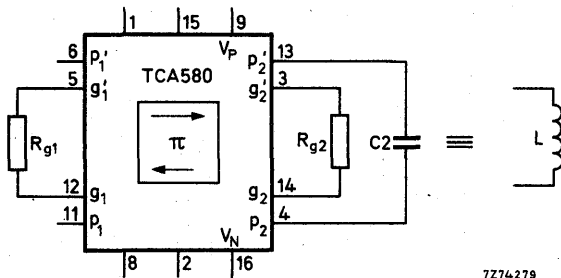 1 15 9
6 p1' VP p2' 13
TCA580
5 g1' g2' 3
Rg1 π Rg2 C2 ≡ L
12 g1 g2 14
11 p1 p2 4
VN
8 2 16
7Z74279